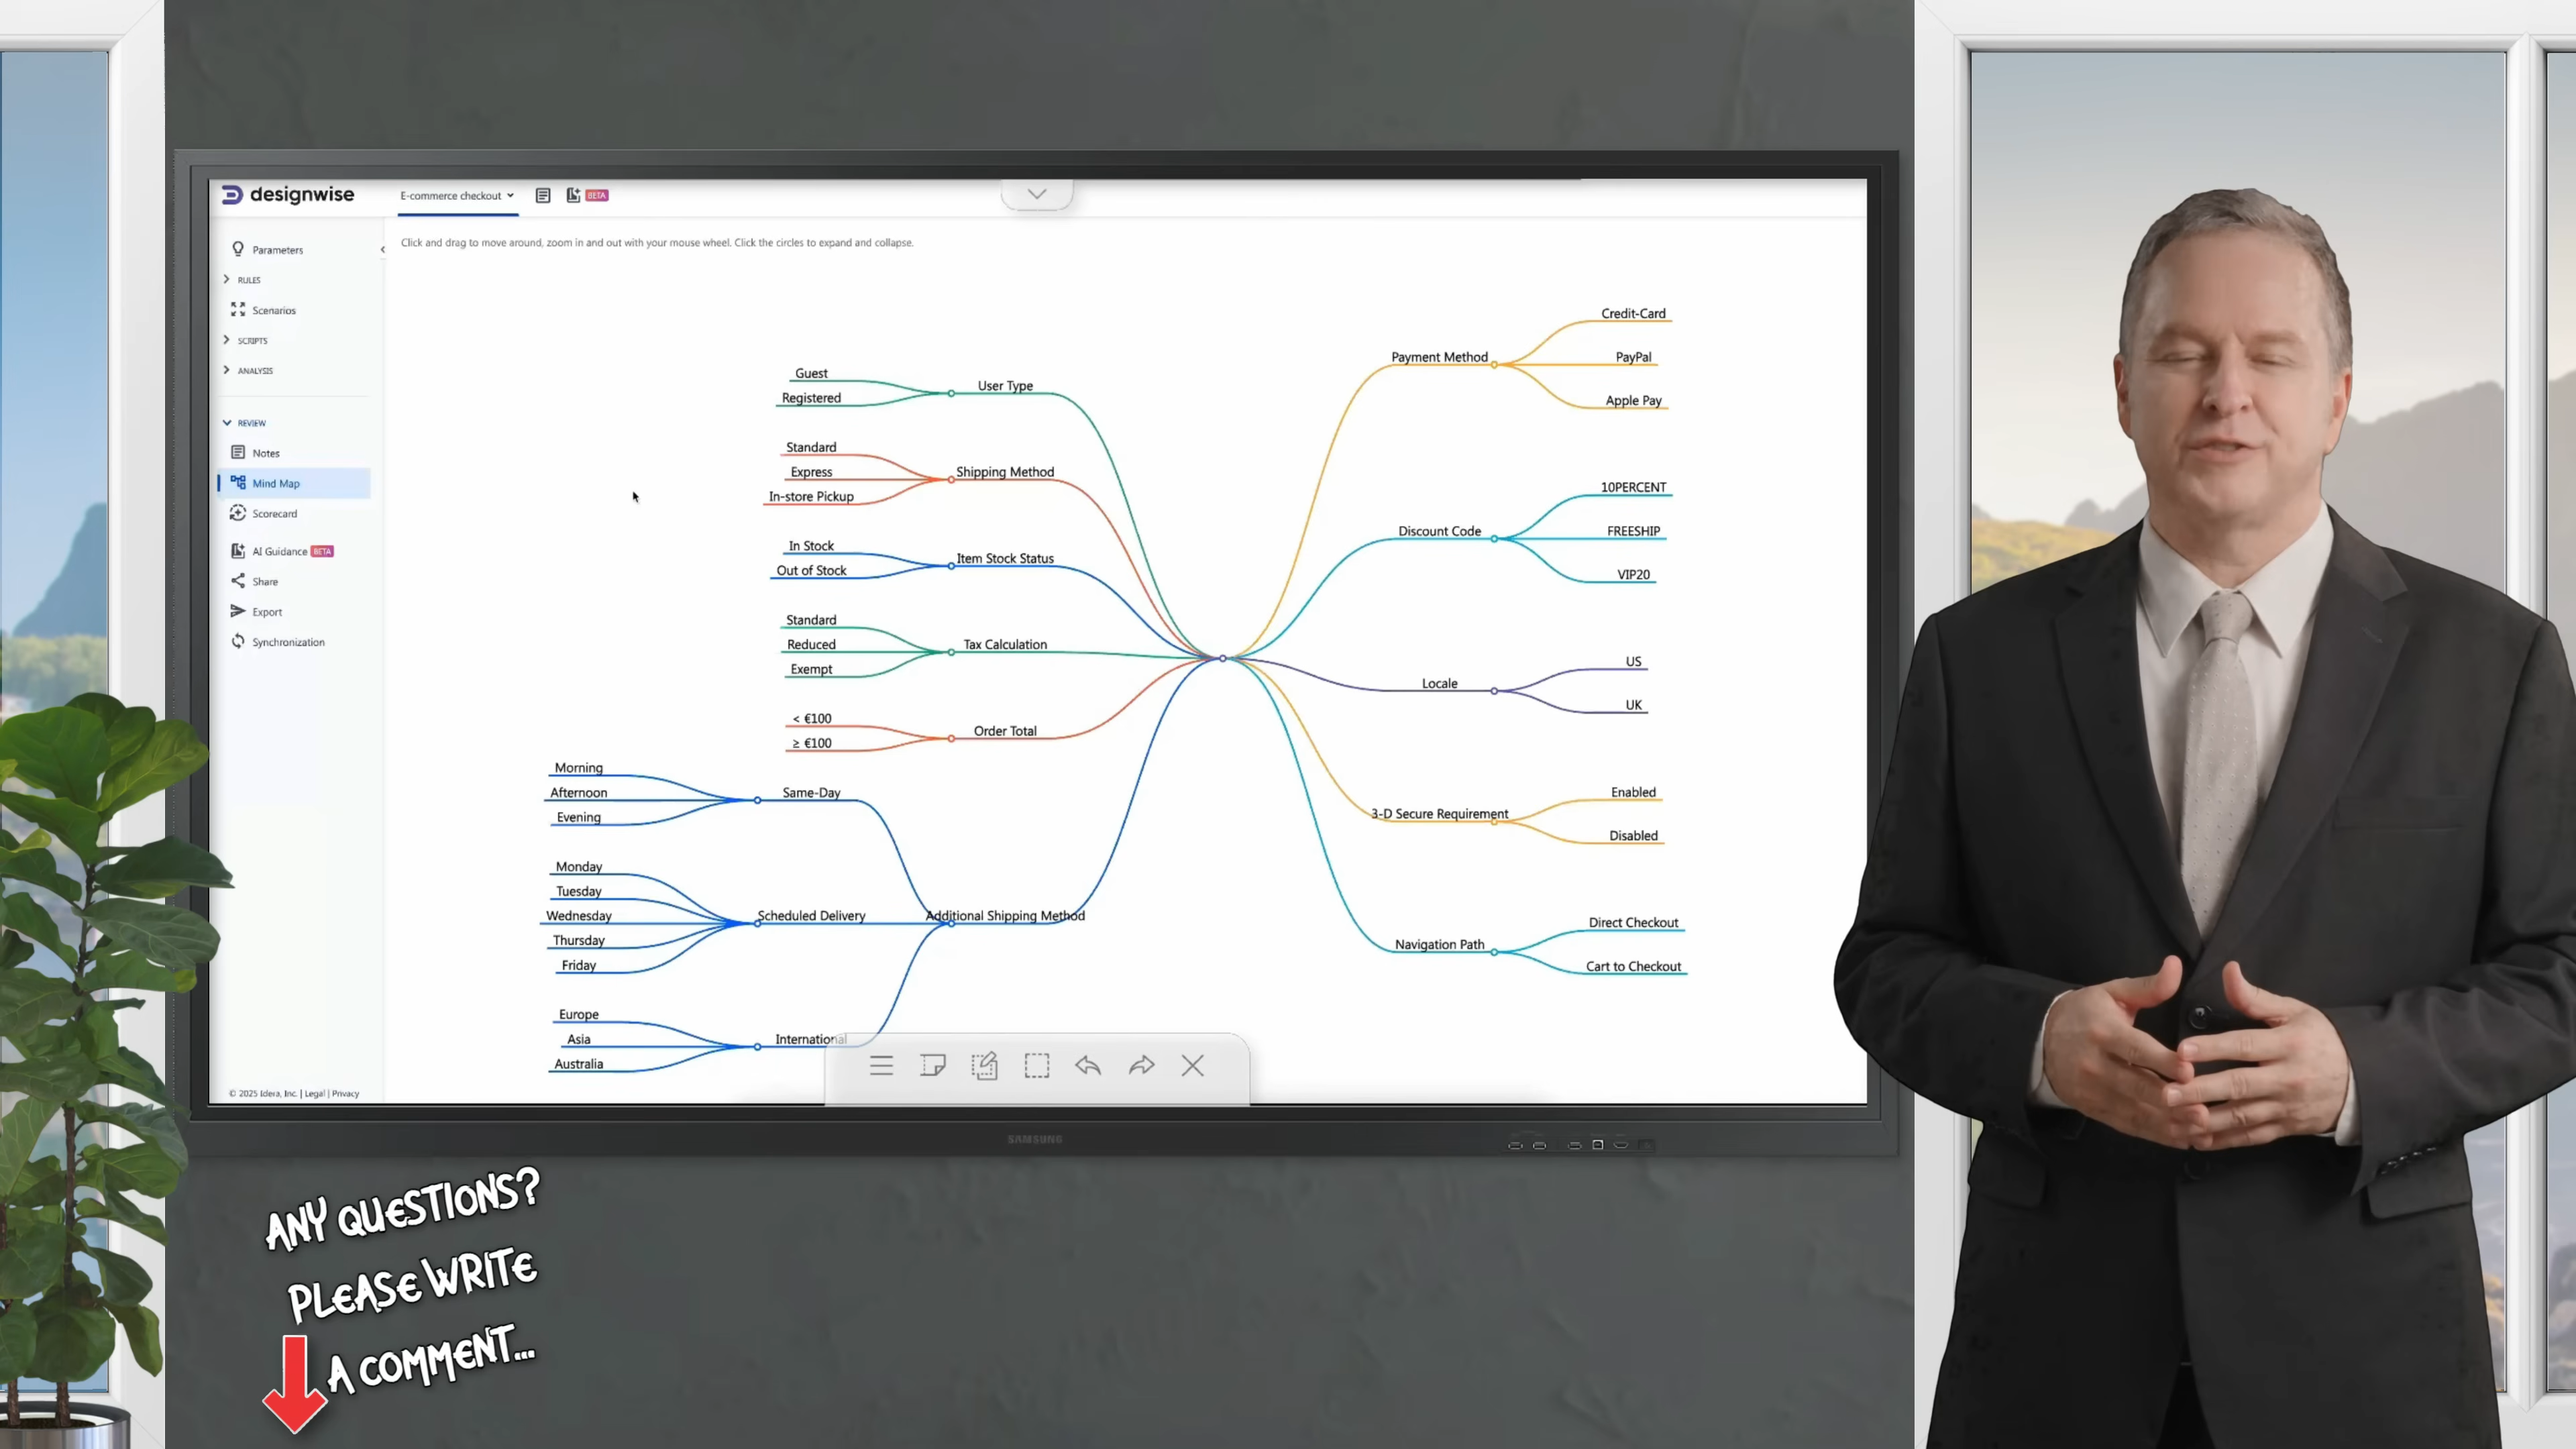 designwise
E-commerce checkout
BETA
Click and drag to move around, zoom in and out with your mouse wheel. Click the circles to expand and collapse.
Parameters
RULES
Scenarios
SCRIPTS
ANALYSIS
REVIEW
Notes
Mind Map
Scorecard
AI Guidance BETA
Share
Export
Synchronization
© 2025 Idera, Inc. | Legal | Privacy
Guest
Registered
User Type
Standard
Express
In-store Pickup
Shipping Method
In Stock
Out of Stock
Item Stock Status
Standard
Reduced
Exempt
Tax Calculation
< €100
≥ €100
Order Total
Morning
Afternoon
Evening
Same-Day
Monday
Tuesday
Wednesday
Thursday
Friday
Scheduled Delivery
Additional Shipping Method
Europe
Asia
Australia
International
Payment Method
Credit-Card
PayPal
Apple Pay
Discount Code
10PERCENT
FREESHIP
VIP20
Locale
US
UK
3-D Secure Requirement
Enabled
Disabled
Navigation Path
Direct Checkout
Cart to Checkout
SAMSUNG
ANY QUESTIONS?
PLEASE WRITE
A COMMENT...